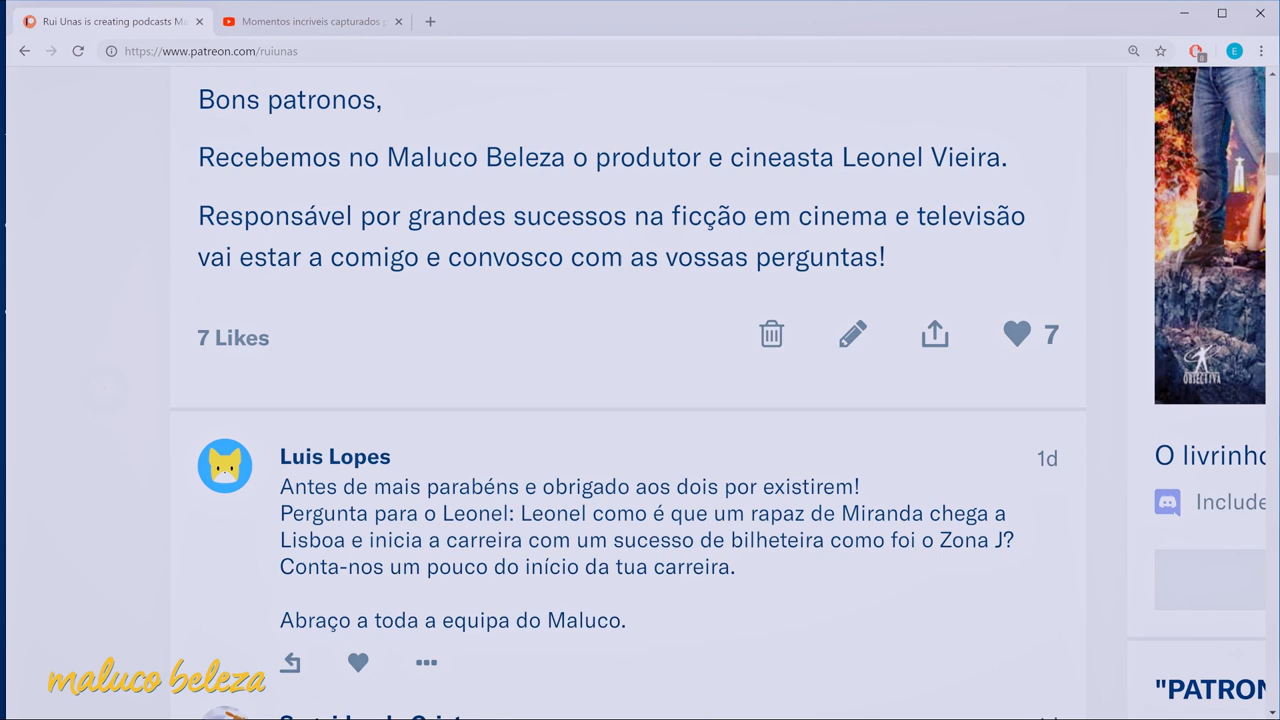 Rui Unas is creating podcasts Ma
Momentos incriveis capturados p
https://www.patreon.com/ruiunas
E
Bons patronos,
Recebemos no Maluco Beleza o produtor e cineasta Leonel Vieira.
Responsável por grandes sucessos na ficção em cinema e televisão
vai estar a comigo e convosco com as vossas perguntas!
7 Likes
7
OBJECTIVA
Luis Lopes
1d
Antes de mais parabéns e obrigado aos dois por existirem!
Pergunta para o Leonel: Leonel como é que um rapaz de Miranda chega a
Lisboa e inicia a carreira com um sucesso de bilheteira como foi o Zona J?
Conta-nos um pouco do início da tua carreira.
Abraço a toda a equipa do Maluco.
O livrinho
Include
"PATRON
maluco beleza